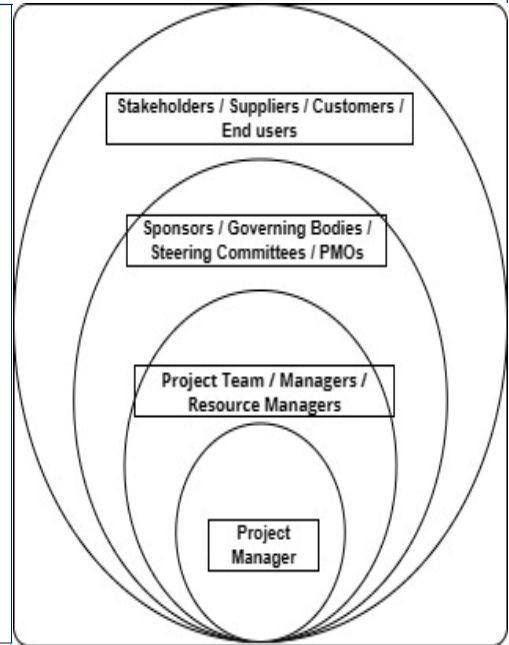 Stakeholders / Suppliers / Customers /
End users
Sponsors / Governing Bodies /
Steering Committees / PMOs
Project Team / Managers /
Resource Managers
Project
Manager